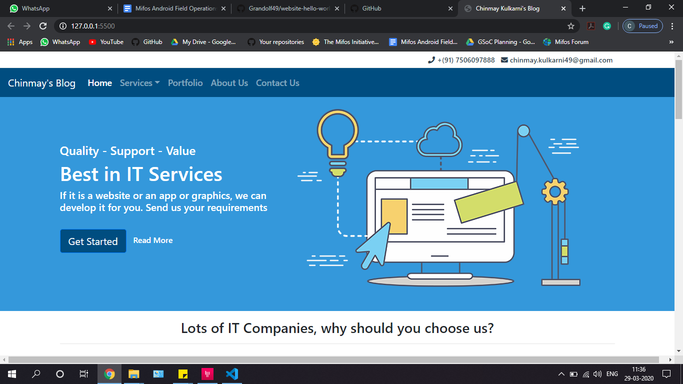 WhatsApp
Mifos Android Field Operation
Grandolf49/website-hello-wor
GitHub
Chinmay Kulkarni's Blog
127.0.0.1:5500
Paused
Apps WhatsApp YouTube GitHub My Drive - Google... Your repositories The Mifos Initiative... Mifos Android Field... GSoC Planning - Go... Mifos Forum
+(91) 7506097888 chinmay.kulkarni49@gmail.com
Chinmay's Blog Home Services Portfolio About Us Contact Us
Quality - Support - Value
Best in IT Services
If it is a website or an app or graphics, we can
develop it for you. Send us your requirements
Get Started Read More
Lots of IT Companies, why should you choose us?
ENG
11:36
29-03-2020